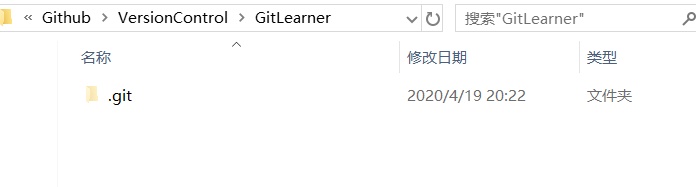 « Github › VersionControl › GitLearner 搜索"GitLearner"
名称 修改日期 类型
.git 2020/4/19 20:22 文件夹